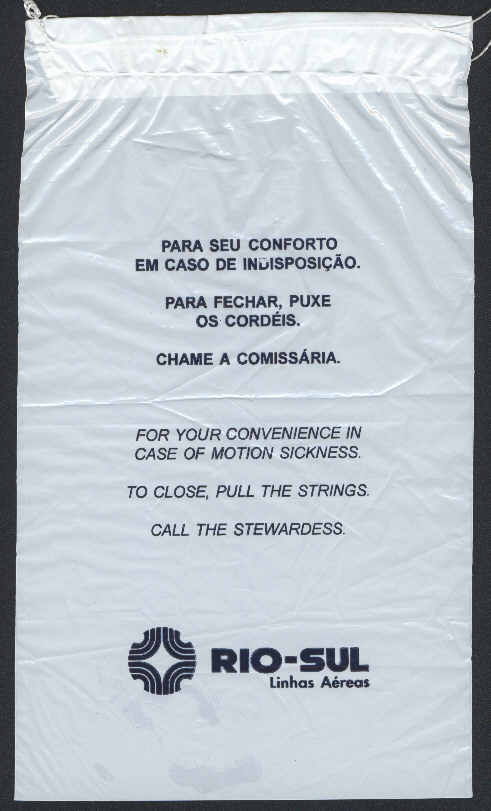 PARA SEU CONFORTO
EM CASO DE INDISPOSIÇÃO.
PARA FECHAR, PUXE
OS CORDÉIS.
CHAME A COMISSÁRIA.
FOR YOUR CONVENIENCE IN
CASE OF MOTION SICKNESS.
TO CLOSE, PULL THE STRINGS.
CALL THE STEWARDESS.
RIO-SUL
Linhas Aéreas